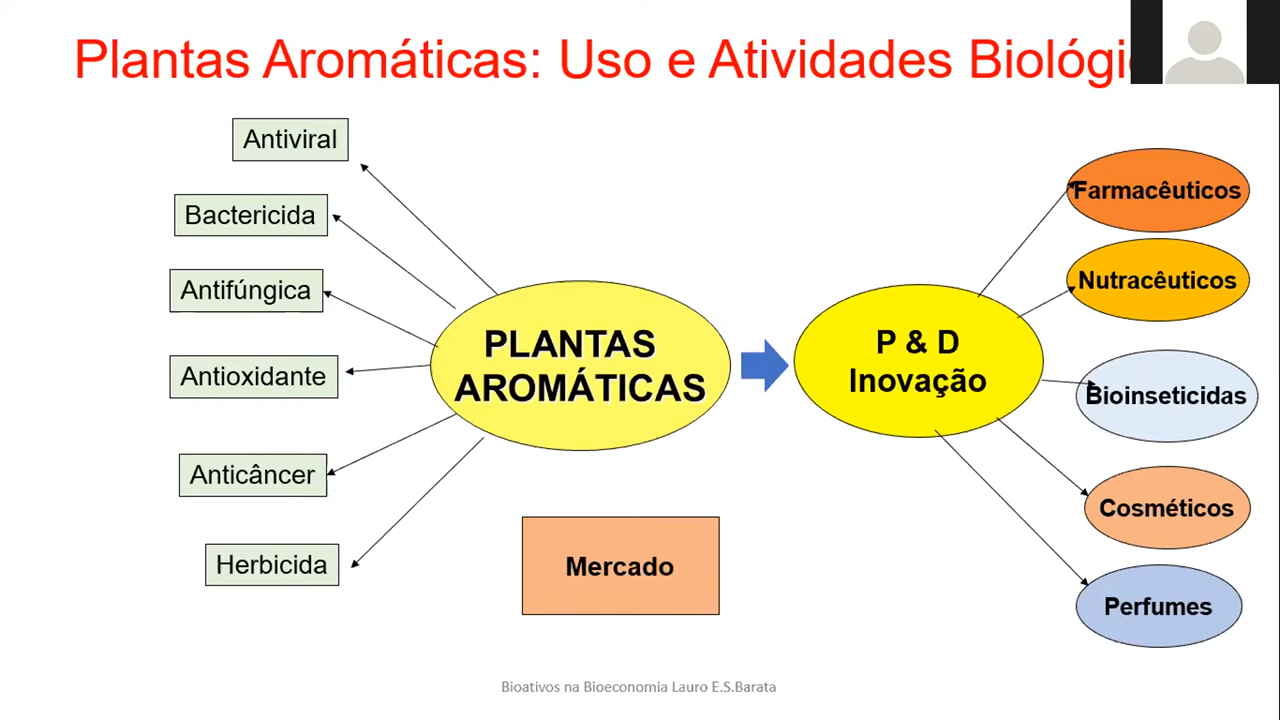 Plantas Aromáticas: Uso e Atividades
Antiviral
Bactericida
Antifúngica
Antioxidante
Anticâncer
Herbicida
PLANTAS
AROMÁTICAS
P & D
Inovação
Farmacêuticos
Nutracêuticos
Bioinseticidas
Cosméticos
Perfumes
Mercado
Bioativos na Bioeconomia Lauro E.S.Barata